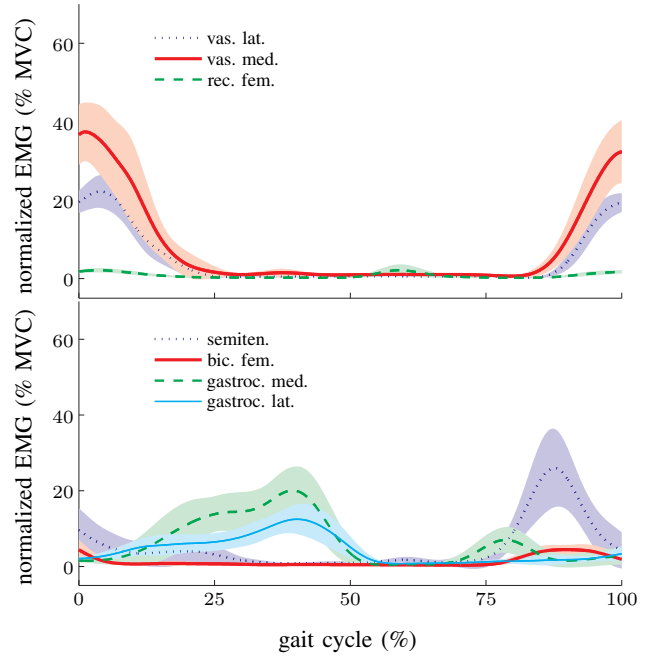 normalized EMG (% MVC)
60
40
20
0
vas. lat.
vas. med.
rec. fem.
normalized EMG (% MVC)
60
40
20
0
semiten.
bic. fem.
gastroc. med.
gastroc. lat.
0 25 50 75 100
gait cycle (%)